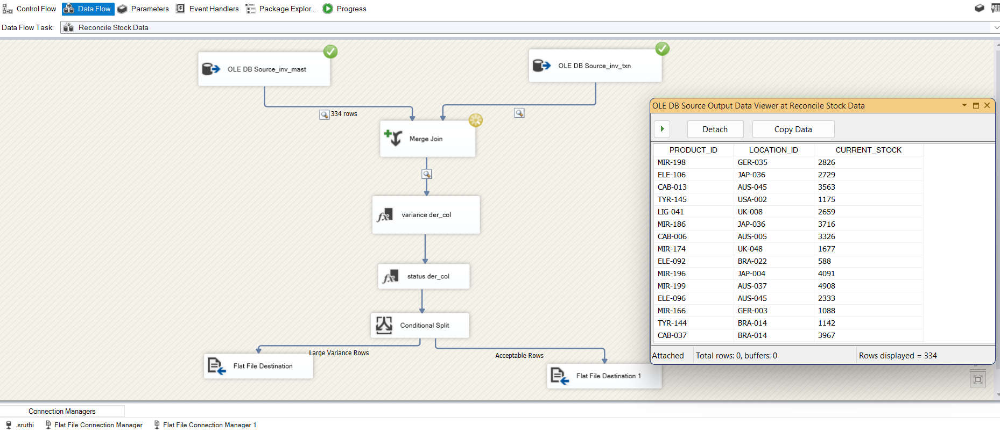 Control Flow Data Flow Parameters Event Handlers Package Explor... Progress
Data Flow Task: Reconcile Stock Data
OLE DB Source_inv_mast
OLE DB Source_inv_txn
334 rows
Merge Join
variance der_col
status der_col
Conditional Split
Large Variance Rows
Acceptable Rows
Flat File Destination
Flat File Destination 1
OLE DB Source Output Data Viewer at Reconcile Stock Data
Detach Copy Data
PRODUCT_ID LOCATION_ID CURRENT_STOCK
MIR-198 GER-035 2826
ELE-106 JAP-036 2729
CAB-013 AUS-045 3563
TYR-145 USA-002 1175
LIG-041 UK-008 2659
MIR-186 JAP-036 3716
CAB-006 AUS-005 3326
MIR-174 UK-048 1677
ELE-092 BRA-022 588
MIR-196 JAP-004 4091
MIR-199 AUS-037 4908
ELE-096 AUS-045 2333
MIR-166 GER-003 1088
TYR-144 BRA-014 1142
CAB-037 BRA-014 3967
Attached Total rows: 0, buffers: 0 Rows displayed = 334
Connection Managers
.sruthi Flat File Connection Manager Flat File Connection Manager 1